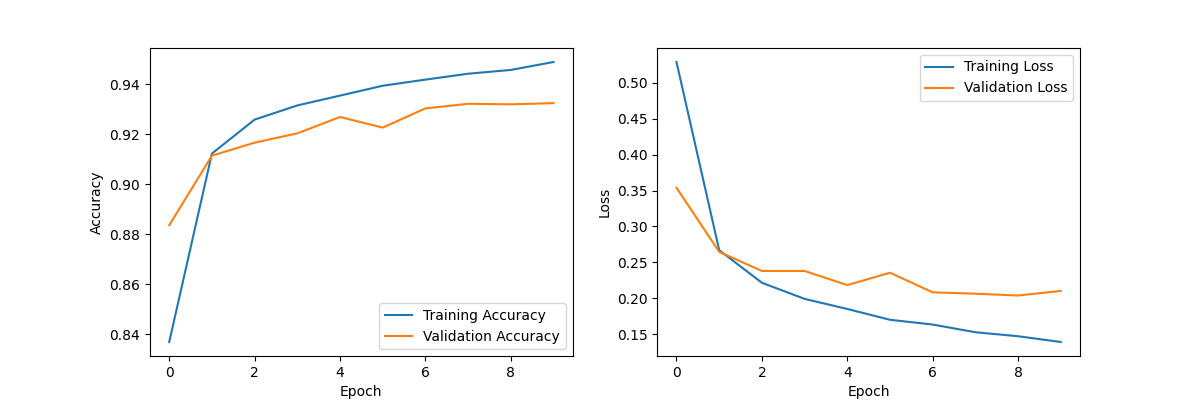 0.94
0.92
0.90
0.88
0.86
0.84
Accuracy
0 2 4 6 8
Epoch
Training Accuracy
Validation Accuracy
0.50
0.45
0.40
0.35
0.30
0.25
0.20
0.15
Loss
0 2 4 6 8
Epoch
Training Loss
Validation Loss